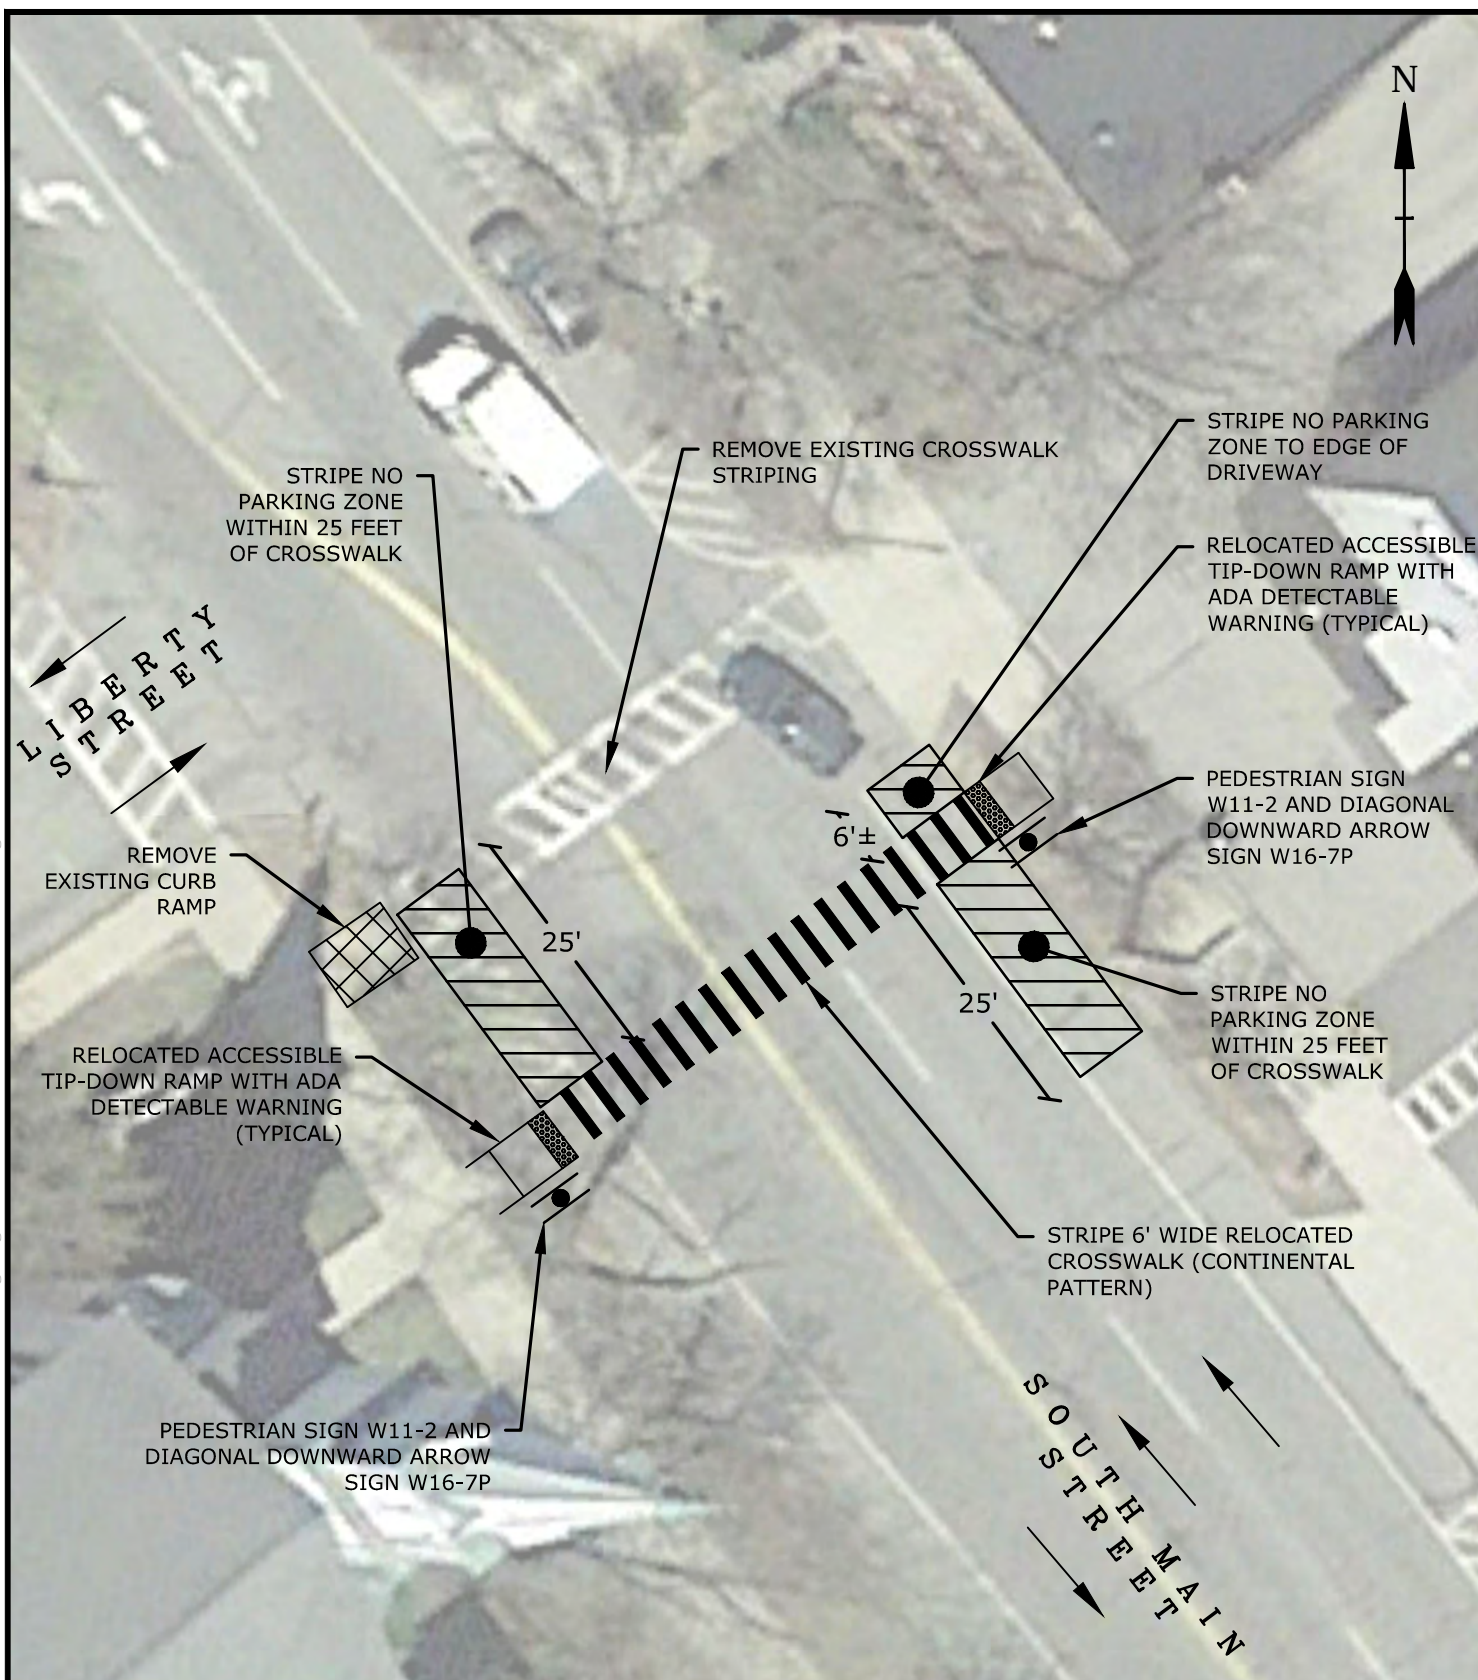 N
STRIPE NO PARKING
ZONE TO EDGE OF
DRIVEWAY
REMOVE EXISTING CROSSWALK
STRIPING
STRIPE NO
PARKING ZONE
WITHIN 25 FEET
OF CROSSWALK
RELOCATED ACCESSIBLE
TIP-DOWN RAMP WITH
ADA DETECTABLE
WARNING (TYPICAL)
LIBERTY
STREET
PEDESTRIAN SIGN
W11-2 AND DIAGONAL
DOWNWARD ARROW
SIGN W16-7P
6'±
REMOVE
EXISTING CURB
RAMP
25'
25'
STRIPE NO
PARKING ZONE
WITHIN 25 FEET
OF CROSSWALK
RELOCATED ACCESSIBLE
TIP-DOWN RAMP WITH ADA
DETECTABLE WARNING
(TYPICAL)
STRIPE 6' WIDE RELOCATED
CROSSWALK (CONTINENTAL
PATTERN)
PEDESTRIAN SIGN W11-2 AND
DIAGONAL DOWNWARD ARROW
SIGN W16-7P
SOUTH MAIN
STREET